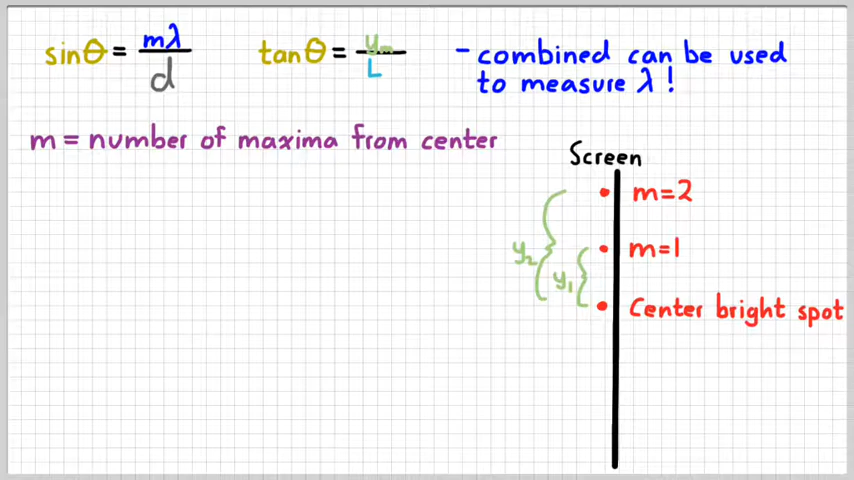 sinθ = mλ/d
tanθ = yₘ/L
- combined can be used
to measure λ!
m = number of maxima from center
Screen
m=2
m=1
y₂
y₁
Center bright spot